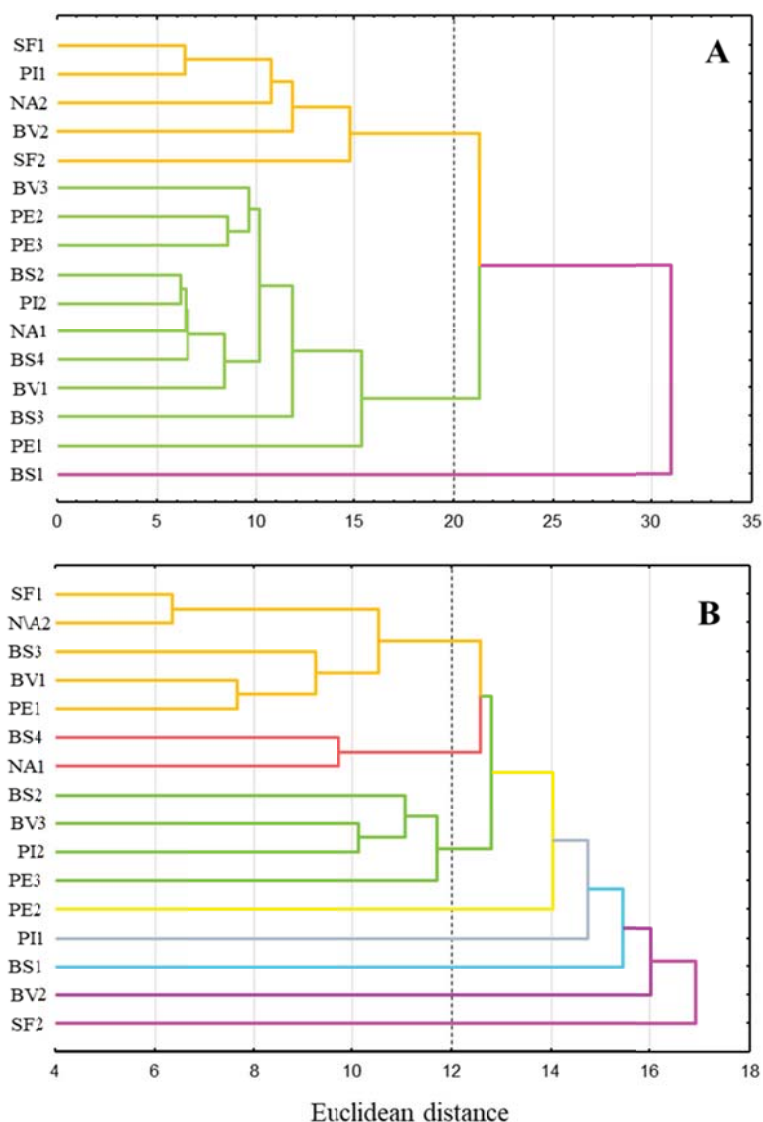 A
SF1
PI1
NA2
BV2
SF2
BV3
PE2
PE3
BS2
PI2
NA1
BS4
BV1
BS3
PE1
BS1
0 5 10 15 20 25 30 35
B
SF1
N\A2
BS3
BV1
PE1
BS4
NA1
BS2
BV3
PI2
PE3
PE2
PI1
BS1
BV2
SF2
4 6 8 10 12 14 16 18
Euclidean distance